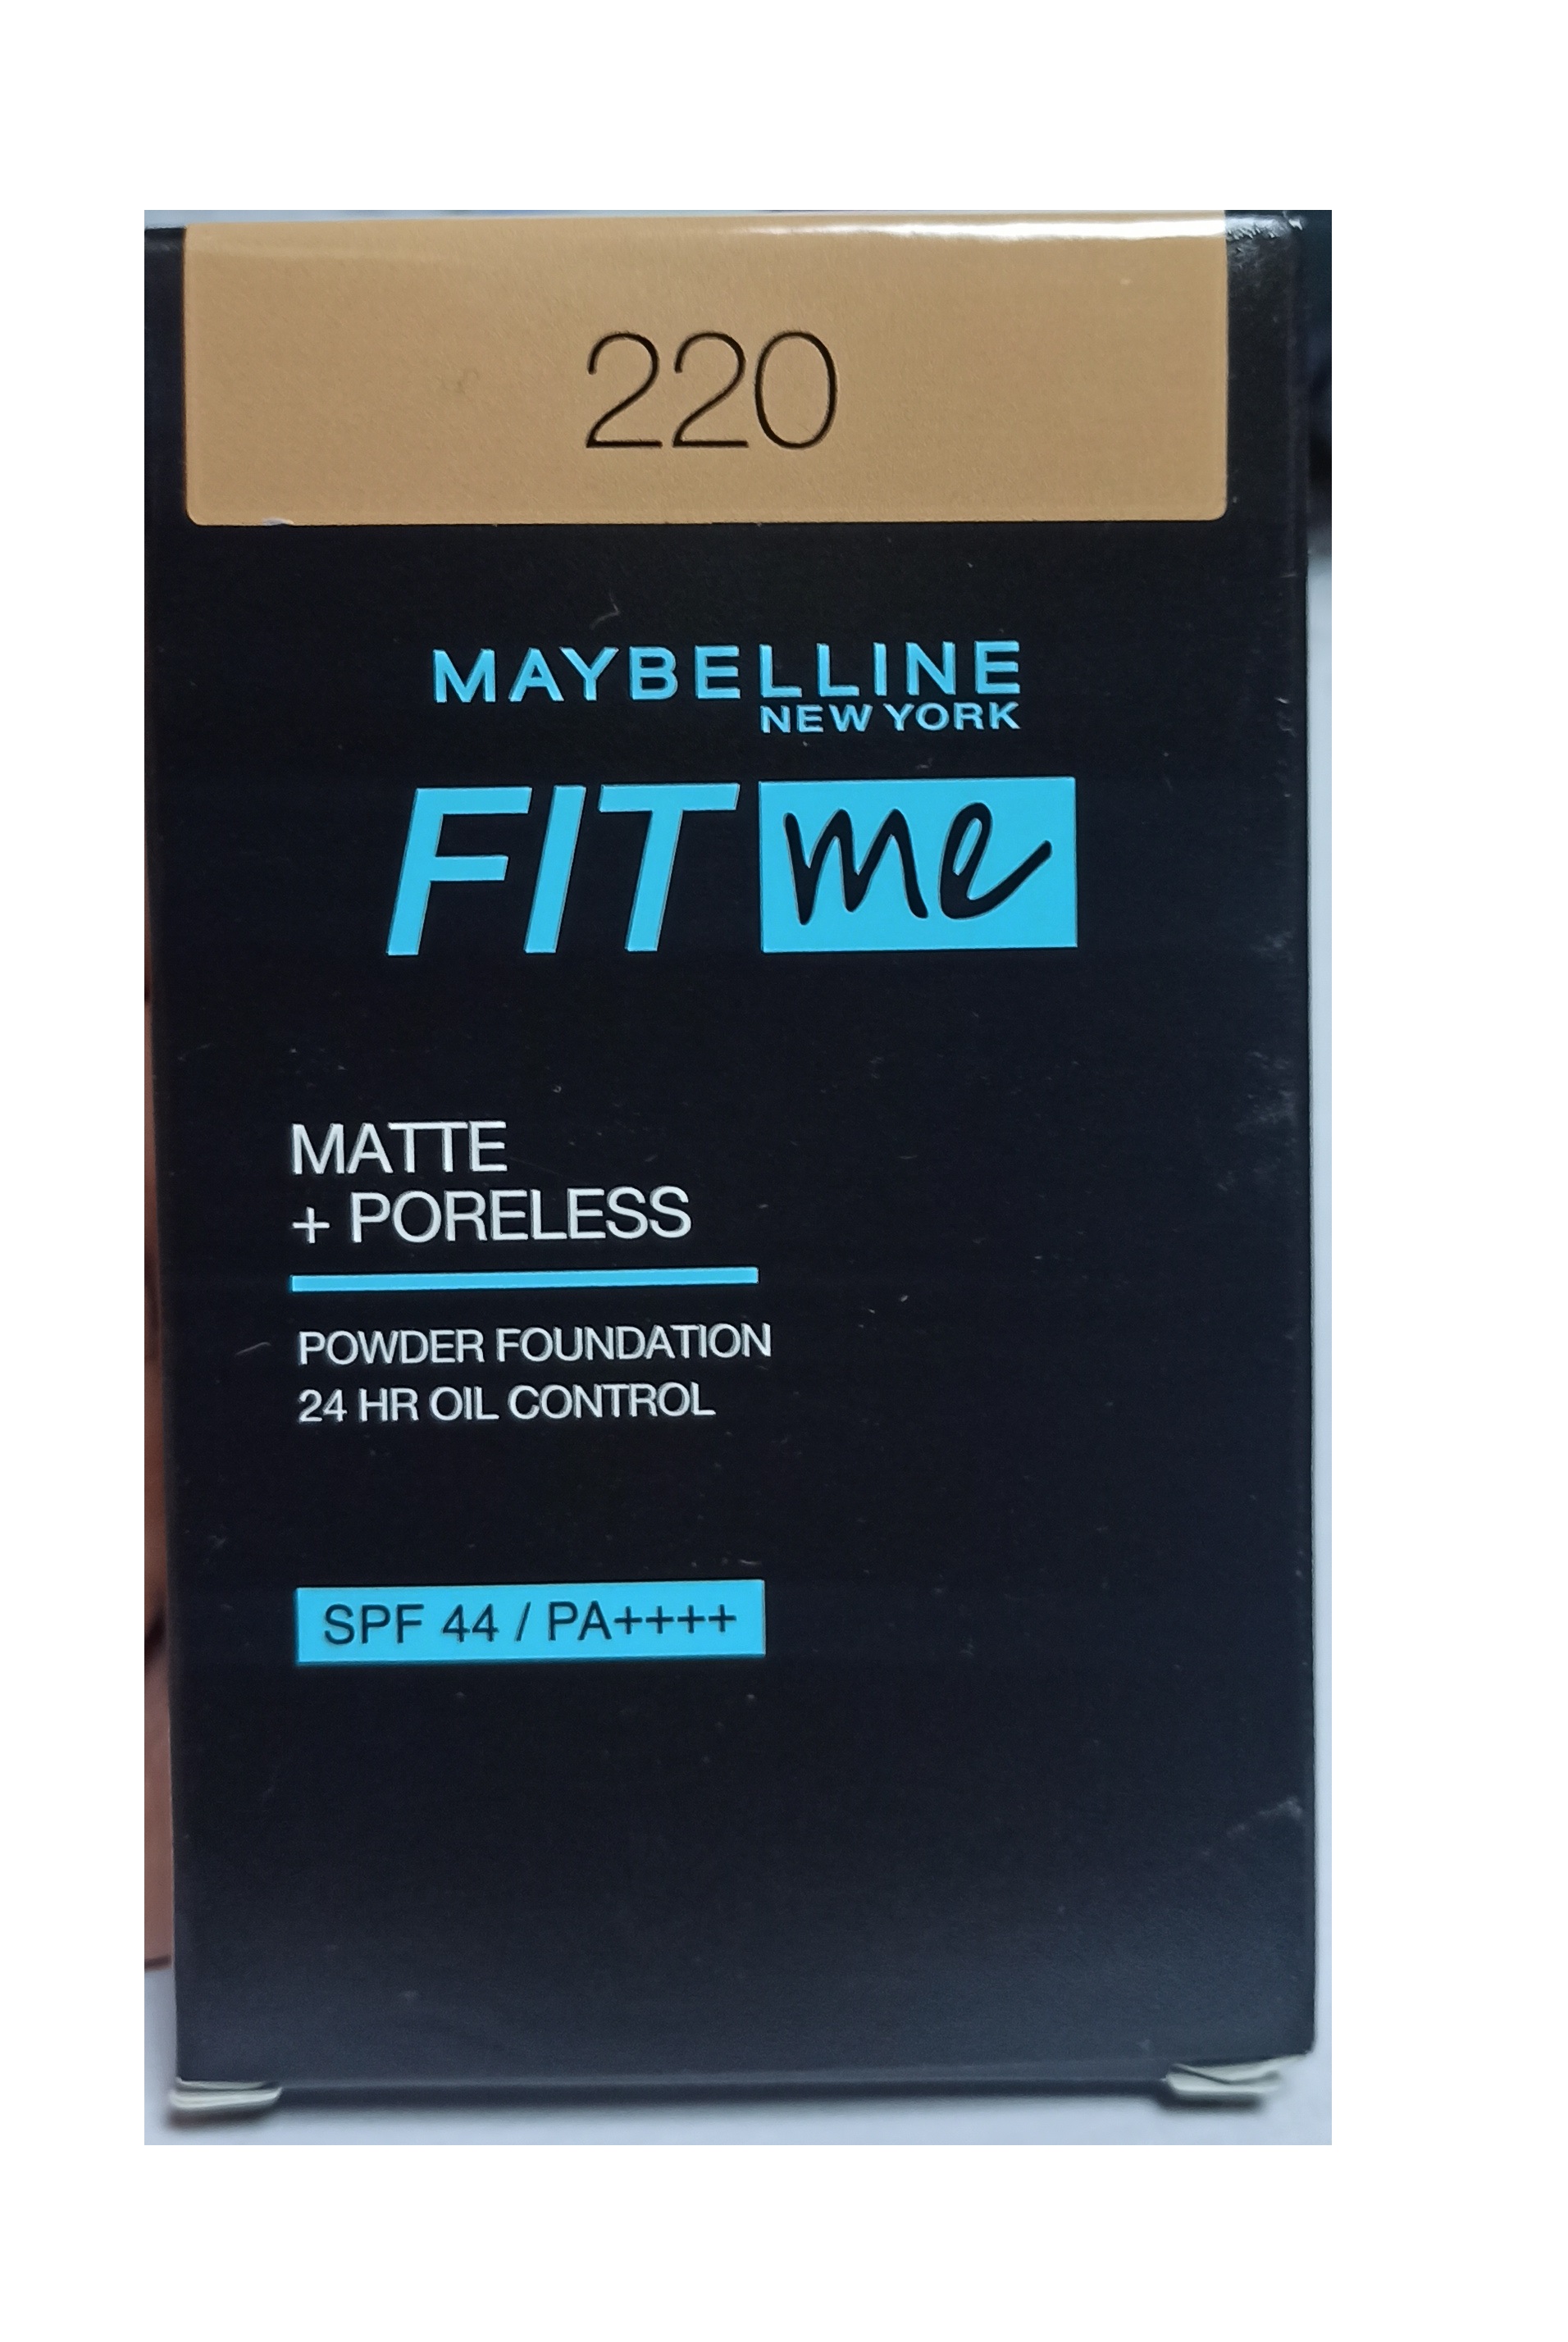 220
MAYBELLINE
NEW YORK
FIT me
MATTE
+ PORELESS
POWDER FOUNDATION
24 HR OIL CONTROL
SPF 44 / PA++++